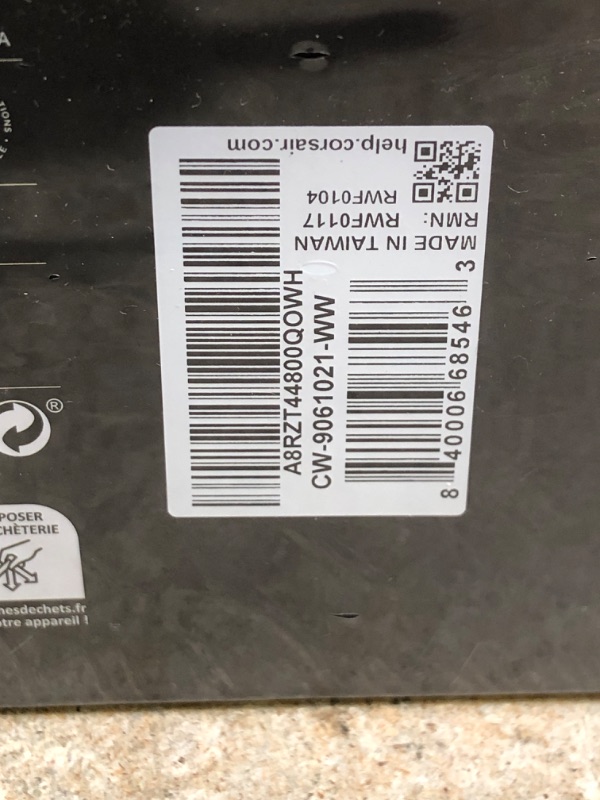 help.corsair.com
RMN: RWF0117
RWF0104
MADE IN TAIWAN
A8RZT44800QOWH
CW-9061021-WW
8 40006 68546 3
A
®
POSER
CHÈTERIE
nesdechets.fr
otre appareil !